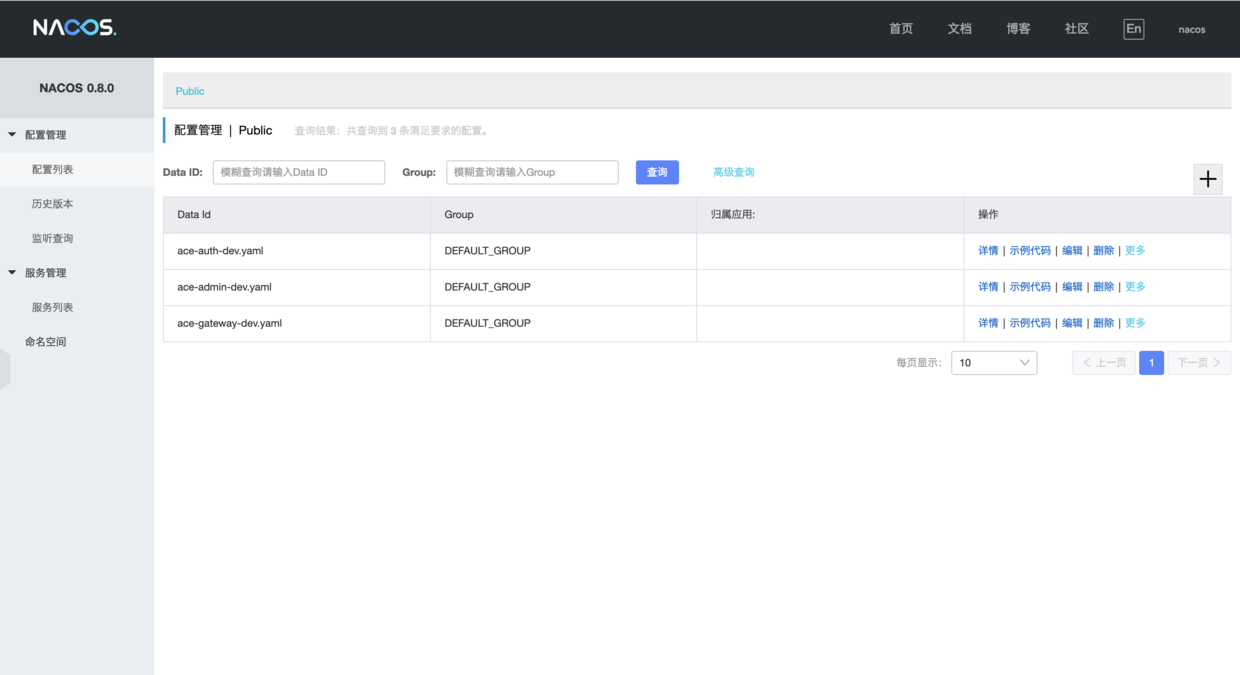 NACOS.
首页 文档 博客 社区 En nacos
NACOS 0.8.0
配置管理
配置列表
历史版本
监听查询
服务管理
服务列表
命名空间
Public
配置管理 | Public 查询结果：共查询到 3 条满足要求的配置。
Data ID: 模糊查询请输入Data ID Group: 模糊查询请输入Group 查询 高级查询
Data Id Group 归属应用: 操作
ace-auth-dev.yaml DEFAULT_GROUP 详情 | 示例代码 | 编辑 | 删除 | 更多
ace-admin-dev.yaml DEFAULT_GROUP 详情 | 示例代码 | 编辑 | 删除 | 更多
ace-gateway-dev.yaml DEFAULT_GROUP 详情 | 示例代码 | 编辑 | 删除 | 更多
每页显示: 10 上一页 1 下一页